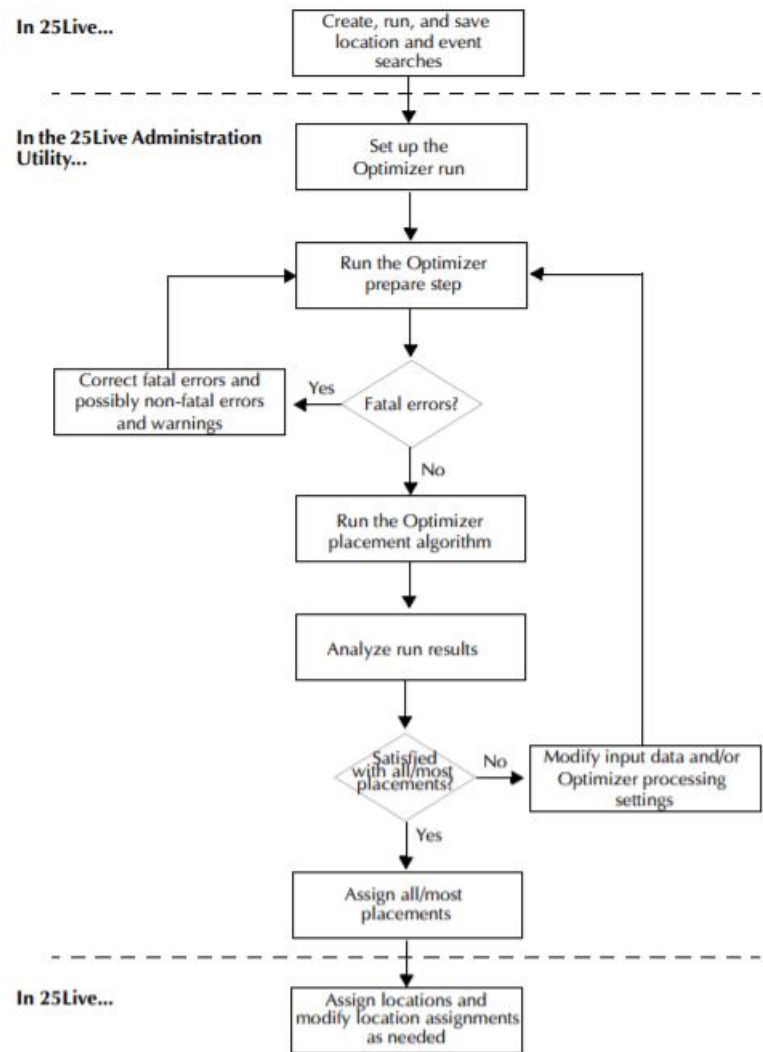 In 25Live...
Create, run, and save
location and event
searches
In the 25Live Administration
Utility...
Set up the
Optimizer run
Run the Optimizer
prepare step
Correct fatal errors and
possibly non-fatal errors
and warnings
Yes
Fatal errors?
No
Run the Optimizer
placement algorithm
Analyze run results
Satisfied
with all/most
placements?
No
Modify input data and/or
Optimizer processing
settings
Yes
Assign all/most
placements
In 25Live...
Assign locations and
modify location assignments
as needed